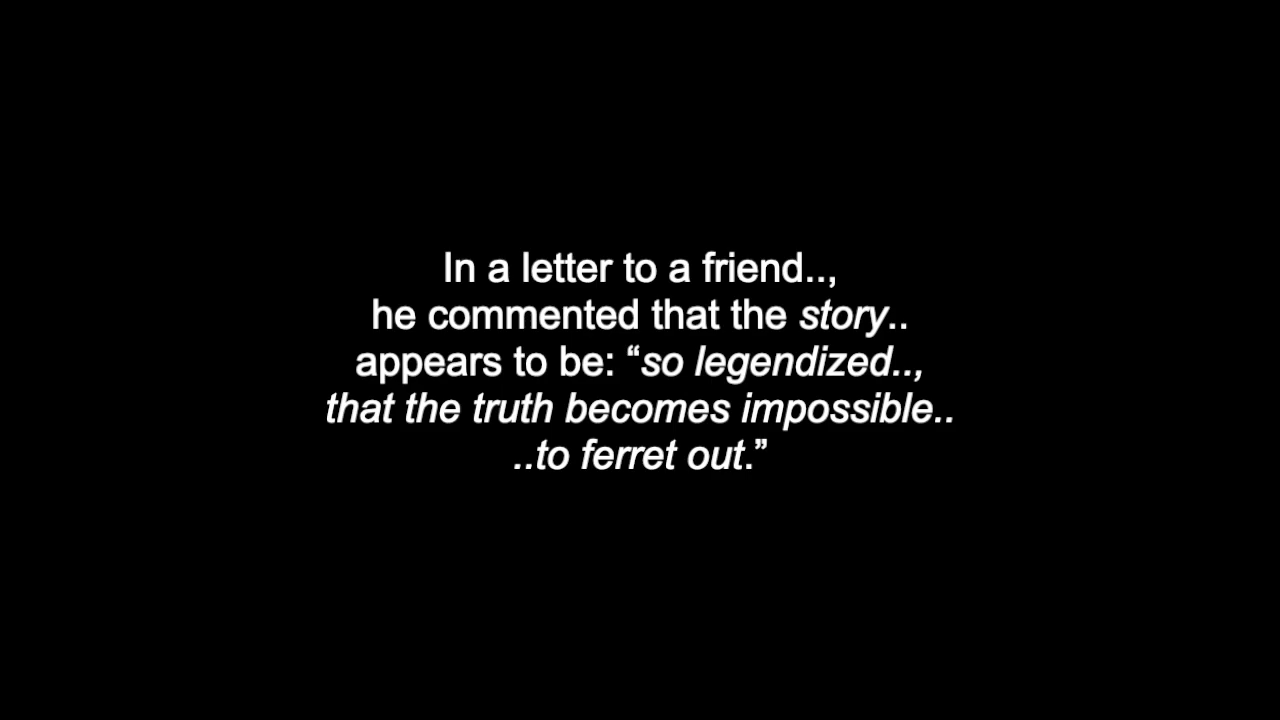 In a letter to a friend..,
he commented that the story..
appears to be: “so legendized..,
that the truth becomes impossible..
..to ferret out.”